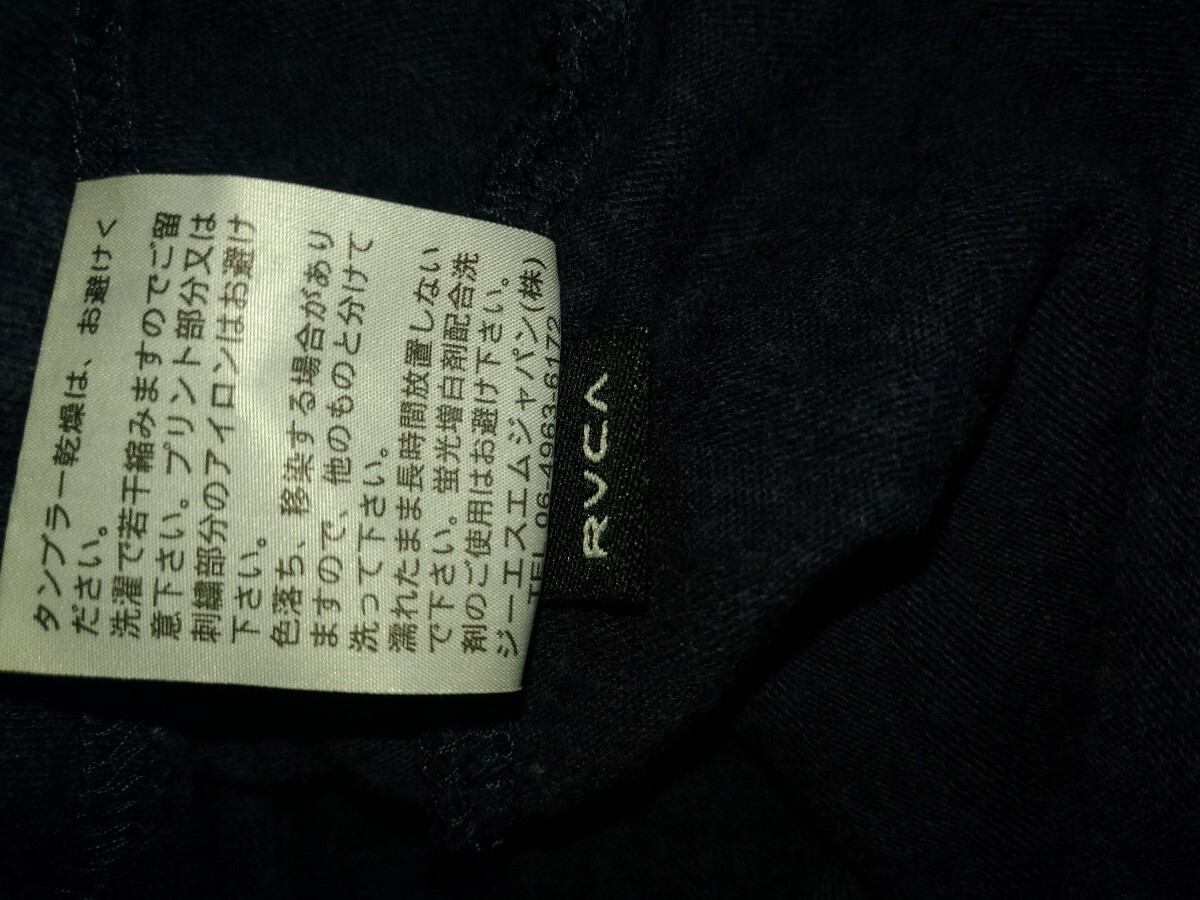 タンブラー乾燥は、お避けく
ださい。
洗濯で若干縮みますのでご留
意下さい。プリント部分又は
刺繍部分のアイロンはお避け
下さい。
色落ち、移染する場合があり
ますので、他のものと分けて
洗って下さい。
濡れたまま長時間放置しない
で下さい。蛍光増白剤配合洗
剤のご使用はお避け下さい。
ジーエスエムジャパン(株)
TEL 06-4963-6172
RVCA